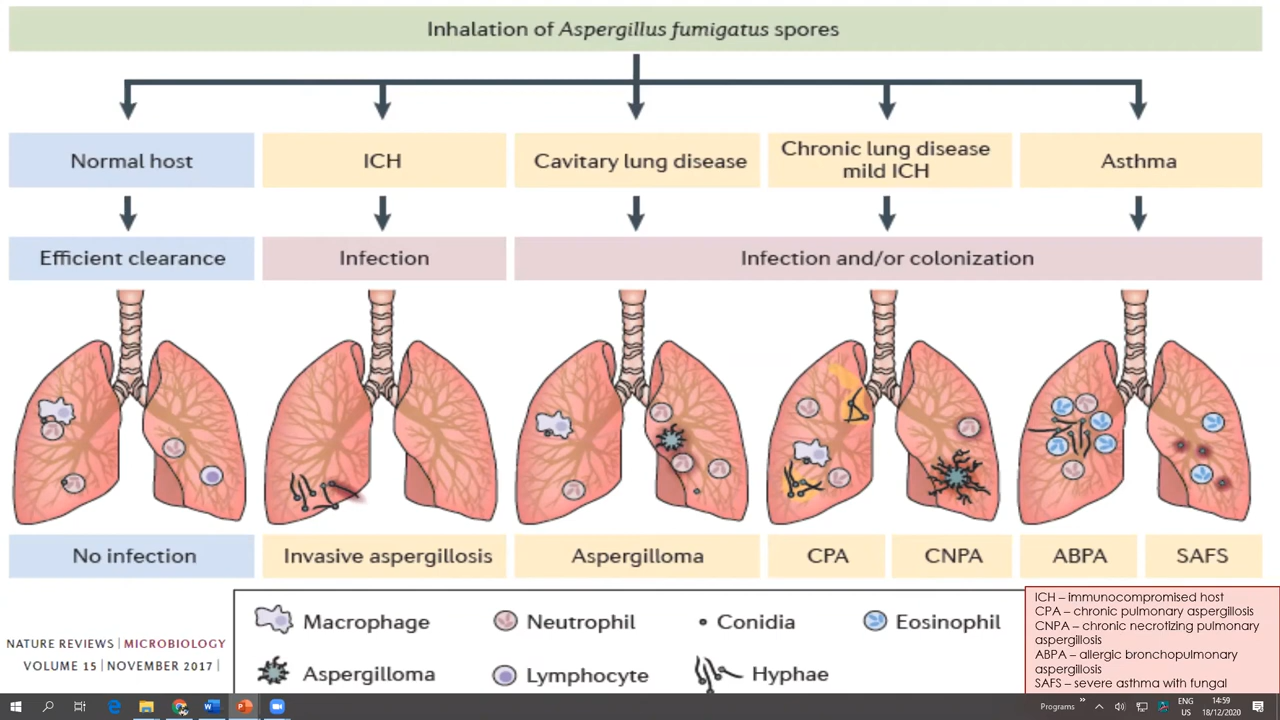 Inhalation of Aspergillus fumigatus spores
Normal host
ICH
Cavitary lung disease
Chronic lung disease
mild ICH
Asthma
Efficient clearance
Infection
Infection and/or colonization
No infection
Invasive aspergillosis
Aspergilloma
CPA
CNPA
ABPA
SAFS
Macrophage
Neutrophil
Conidia
Eosinophil
Aspergilloma
Lymphocyte
Hyphae
NATURE REVIEWS | MICROBIOLOGY
VOLUME 15 | NOVEMBER 2017 |
ICH – immunocompromised host
CPA – chronic pulmonary aspergillosis
CNPA – chronic necrotizing pulmonary
aspergillosis
ABPA – allergic bronchopulmonary
aspergillosis
SAFS – severe asthma with fungal
Programs
ENG
US
14:59
18/12/2020